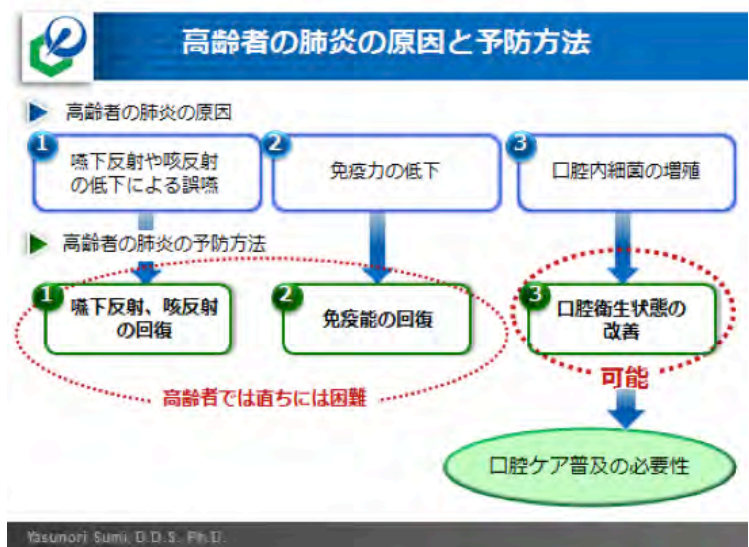 高齢者の肺炎の原因と予防方法
高齢者の肺炎の原因
1
嚥下反射や咳反射
の低下による誤嚥
2
免疫力の低下
3
口腔内細菌の増殖
高齢者の肺炎の予防方法
1
嚥下反射、咳反射
の回復
2
免疫能の回復
3
口腔衛生状態の
改善
高齢者では直ちには困難
可能
口腔ケア普及の必要性
Yasunori Sumi, D.D.S. Ph.D.